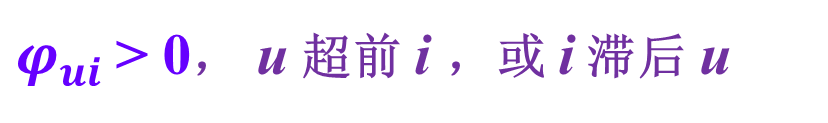 φui > 0， u 超前 i ，或 i 滞后 u